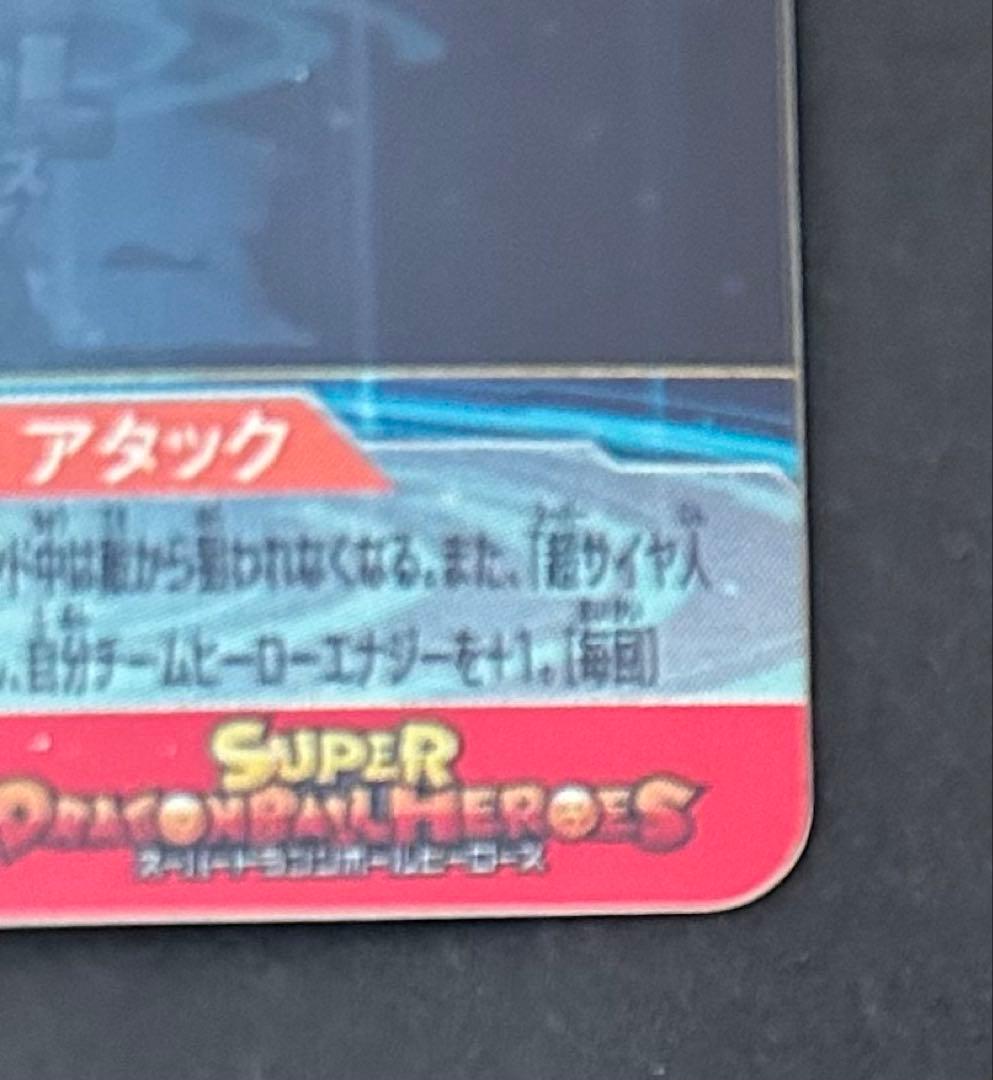 ス
アタック
ド中は敵から狙われなくなる。また、「超サイヤ人
、自分チームヒーローエナジーを+1。[毎回]
SUPER
DRAGONBALL HEROES
スーパードラゴンボールヒーローズ